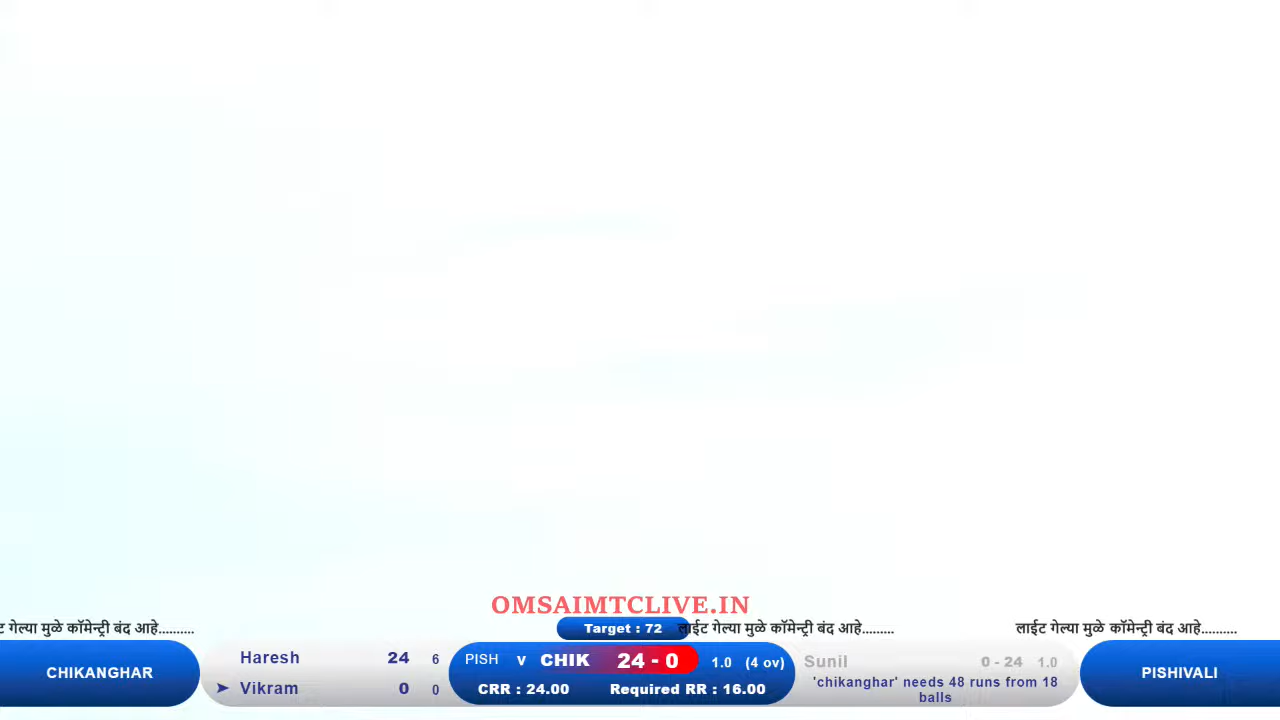 OMSAIMTCLIVE.IN
गेल्या मुळे कॉमेन्ट्री बंद आहे..........
लाईट गेल्या मुळे कॉमेन्ट्री बंद आहे.........
लाईट गेल्या मुळे कॉमेन्ट्री बंद आहे..........
Target : 72
CHIKANGHAR
Haresh 24 6
➤ Vikram 0 0
PISH v CHIK 24 - 0 1.0 (4 ov)
CRR : 24.00 Required RR : 16.00
Sunil 0 - 24 1.0
'chikanghar' needs 48 runs from 18
balls
PISHIVALI